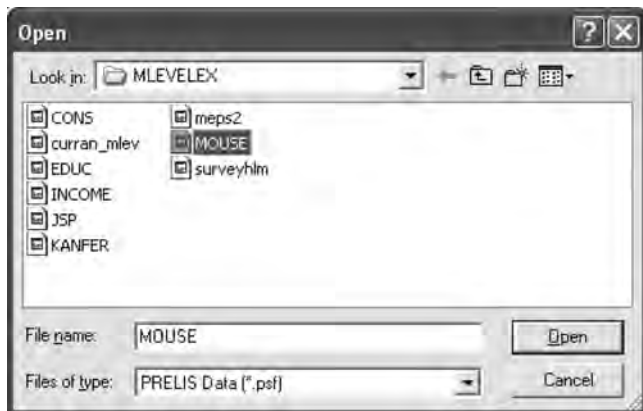 Open
Look in: MLEVELEX
CONS
curran_mlev
EDUC
INCOME
JSP
KANFER
meps2
MOUSE
surveyhlm
File name: MOUSE
Open
Files of type: PRELIS Data (*.psf)
Cancel